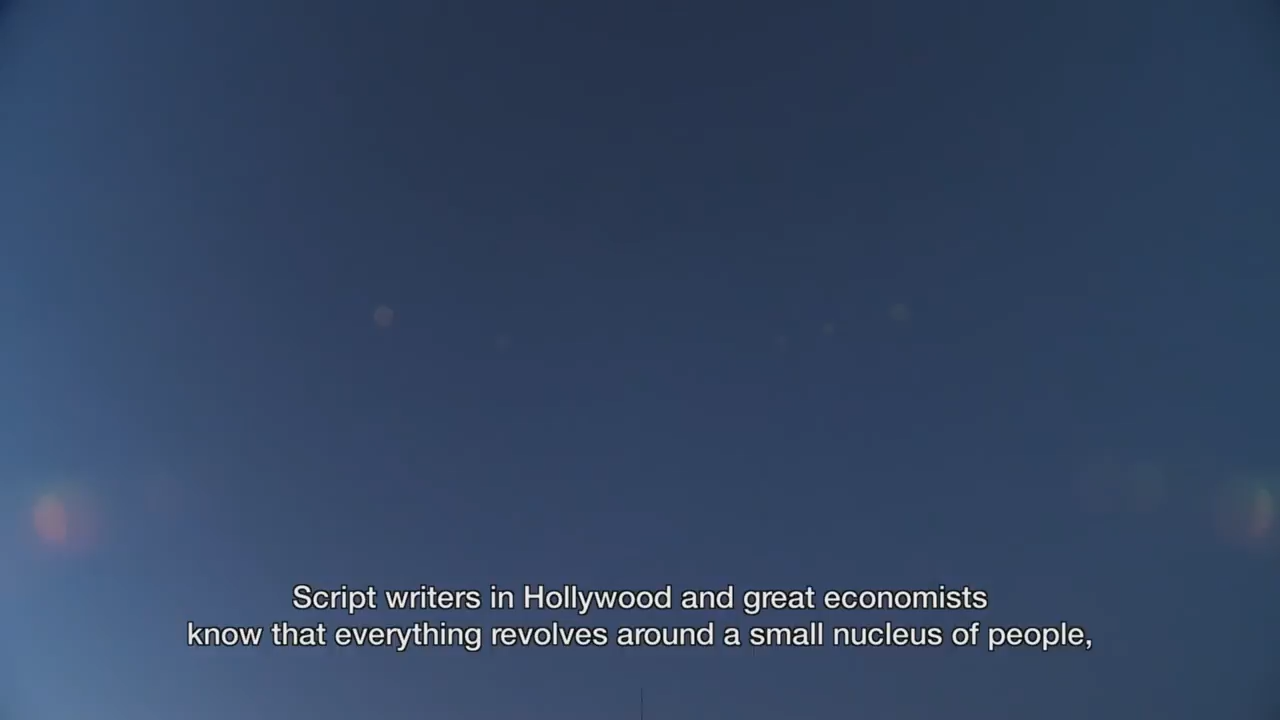 Script writers in Hollywood and great economists
know that everything revolves around a small nucleus of people,